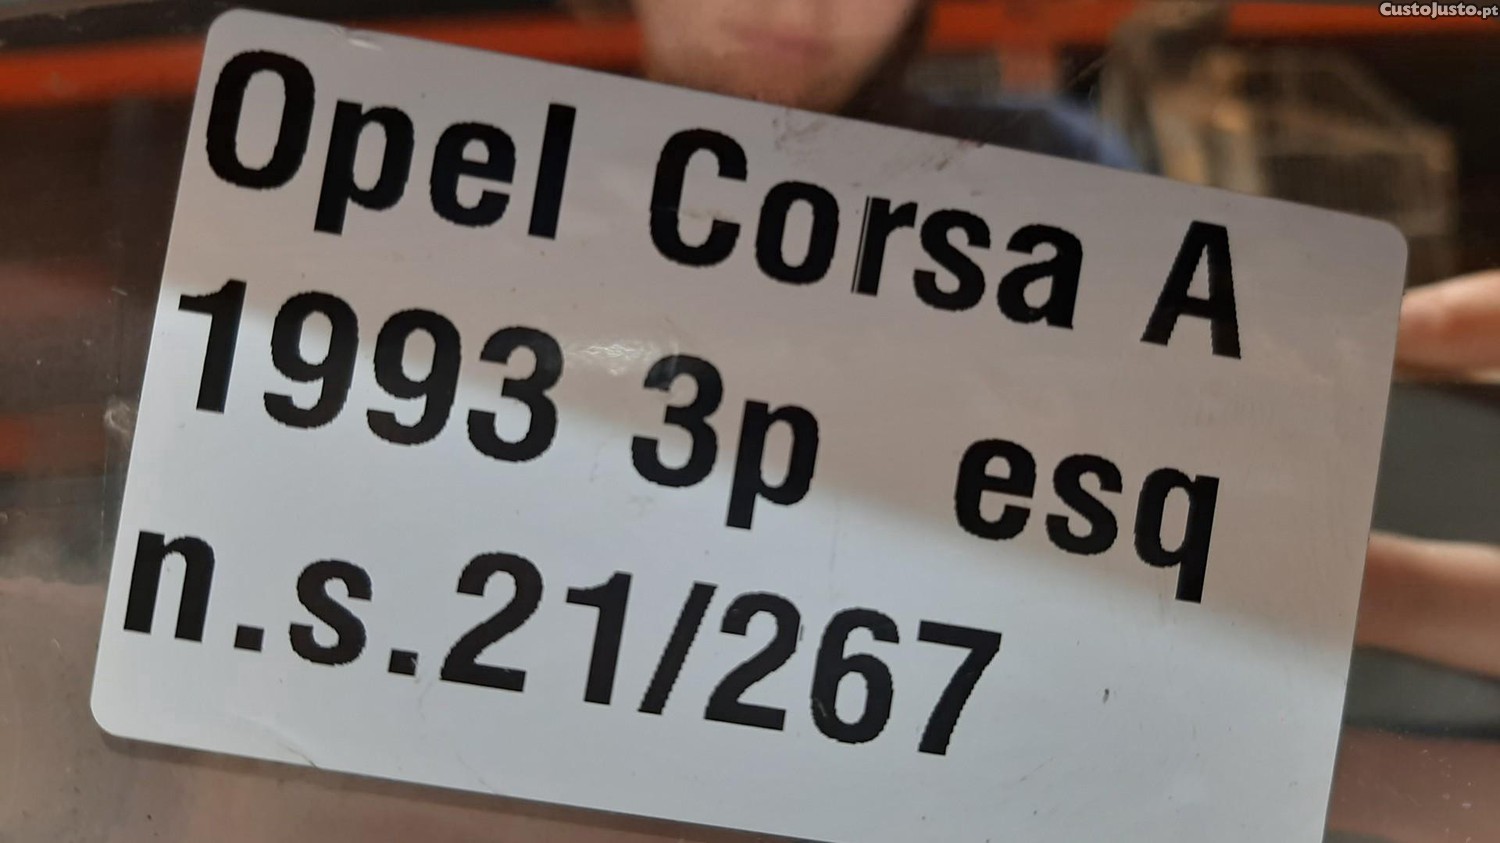 CustoJusto.pt
Opel Corsa A
1993 3p esq
n.s.21/267